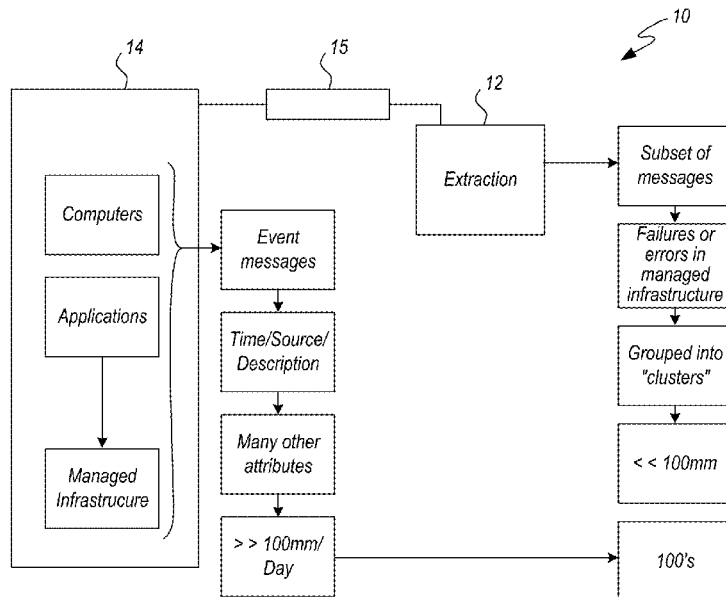 10
14
15
12
Computers
Applications
Managed
Infrastrucure
Event
messages
Time/Source/
Description
Many other
attributes
> > 100mm/
Day
Extraction
Subset of
messages
Failures or
errors in
managed
infrastructure
Grouped into
"clusters"
< < 100mm
100's